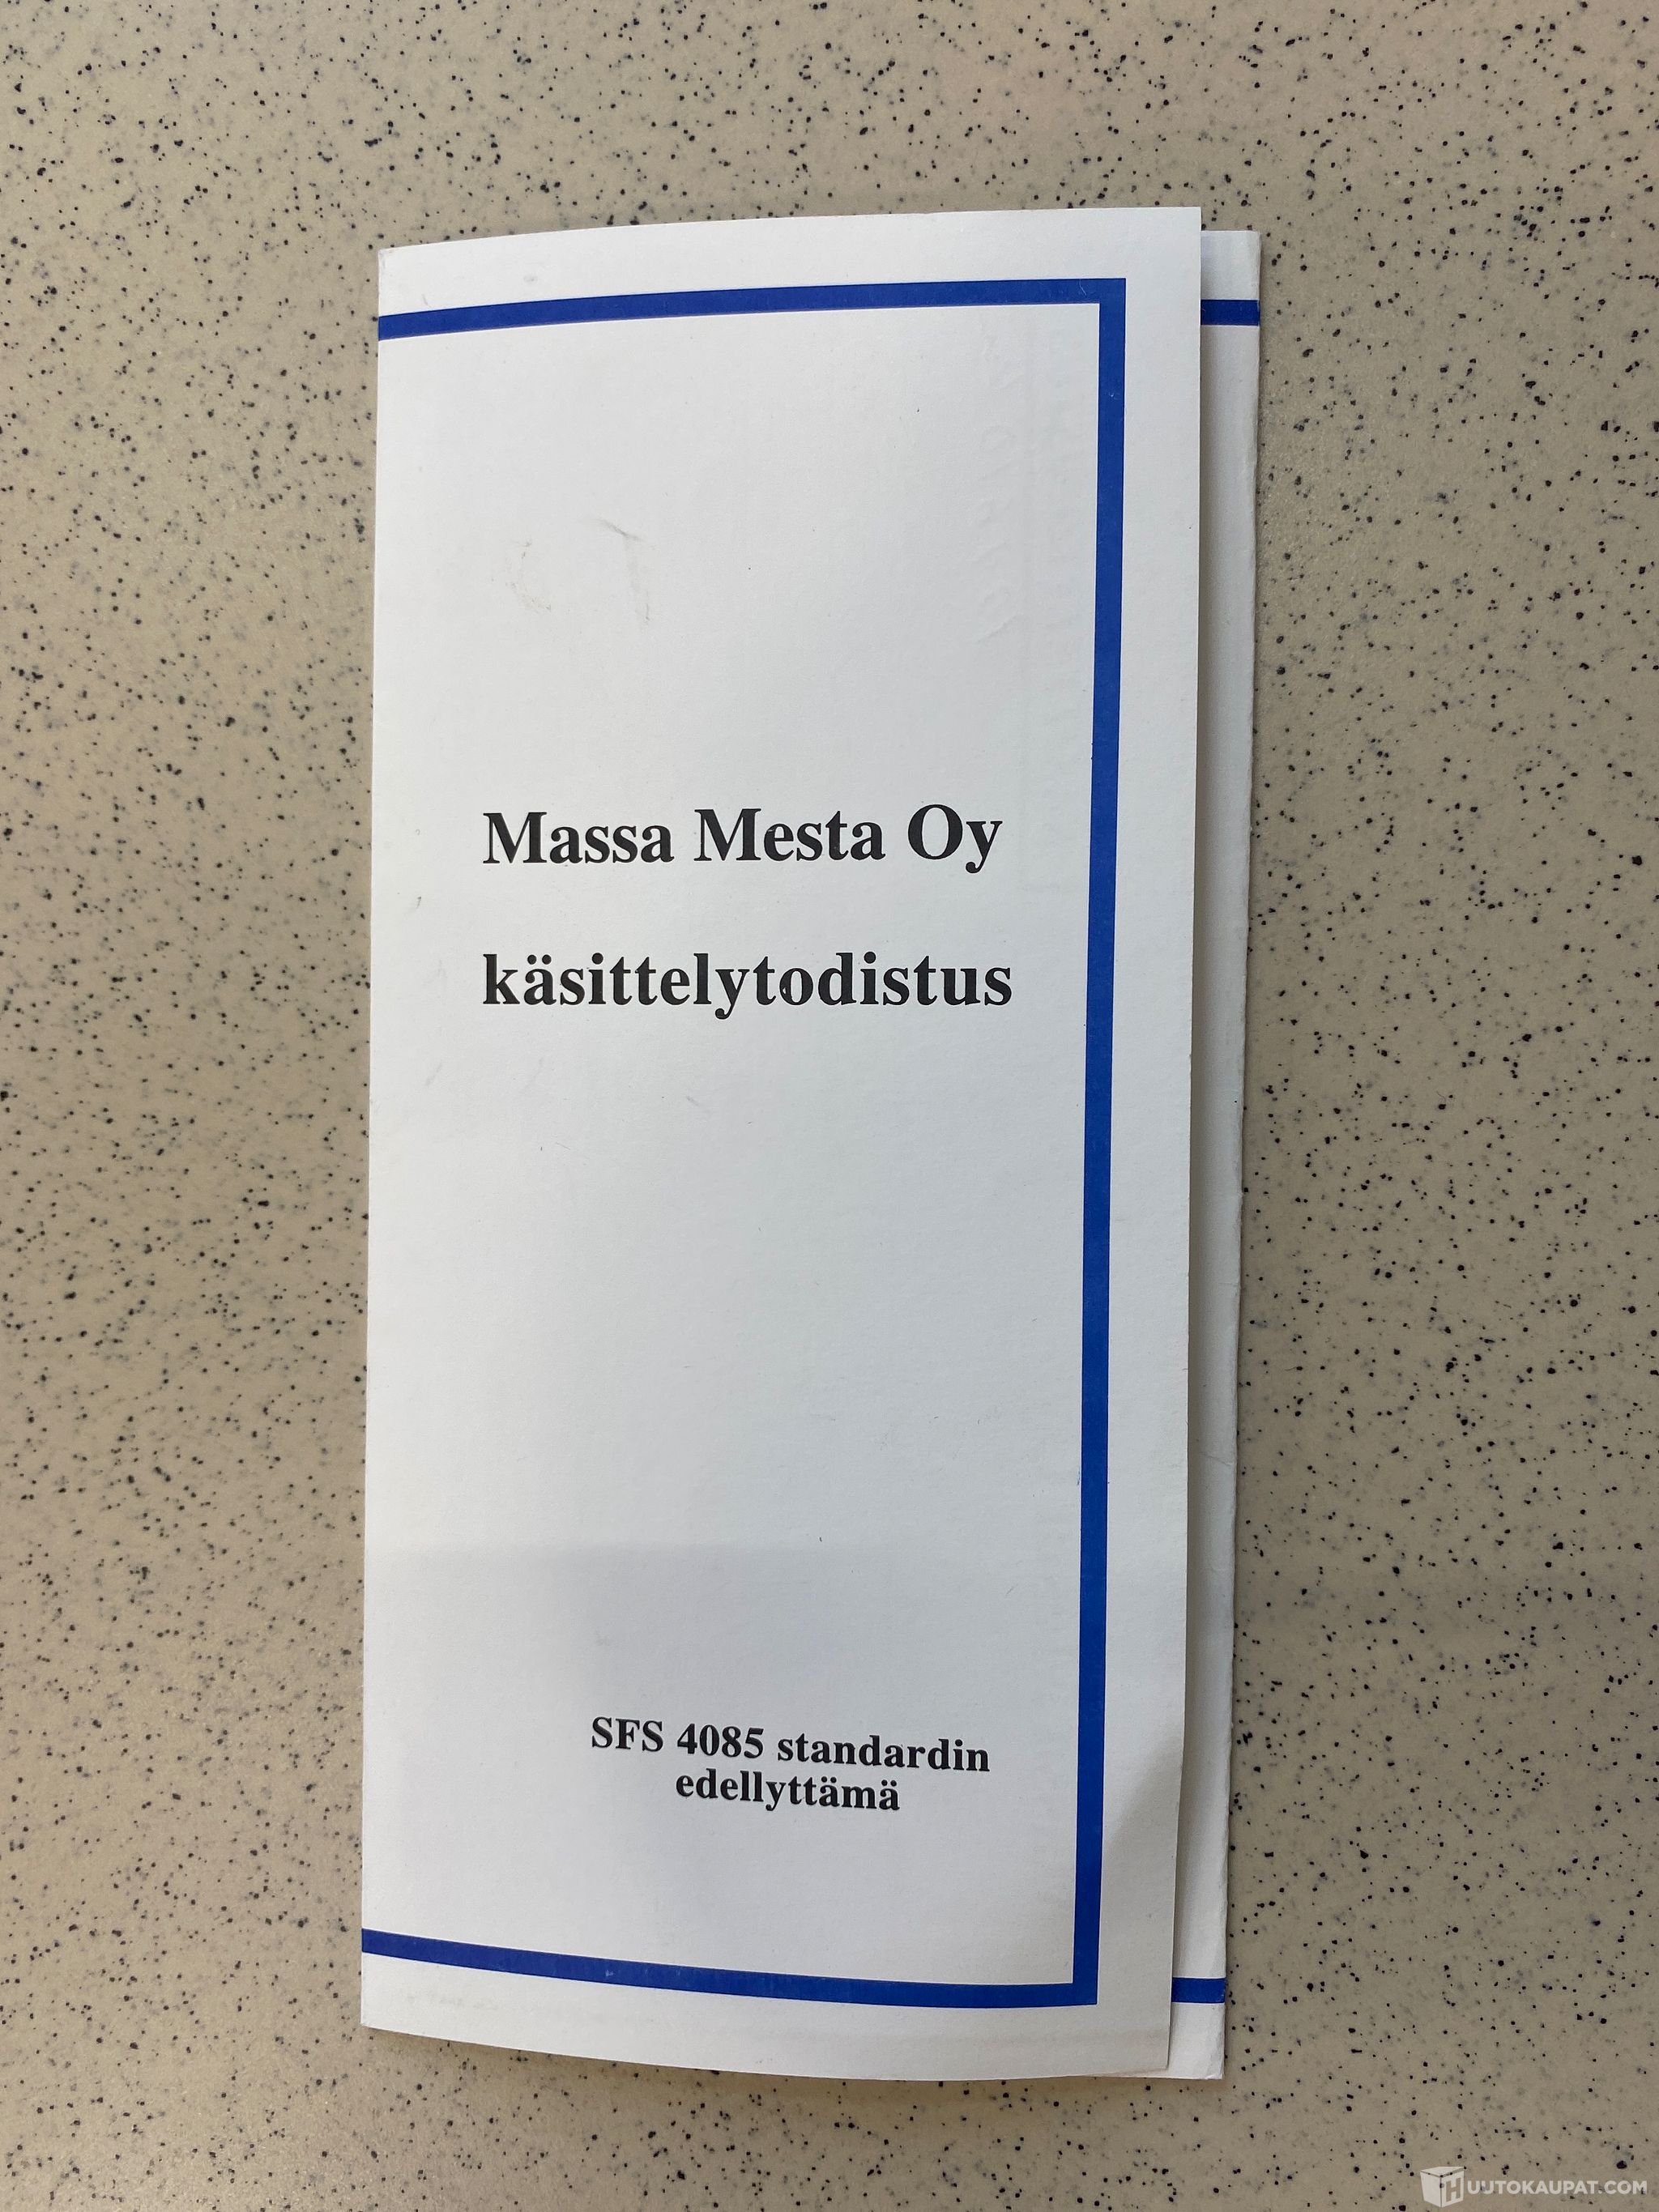 Massa Mesta Oy
käsittelytodistus
SFS 4085 standardin
edellyttämä
HUUTOKAUPAT.COM